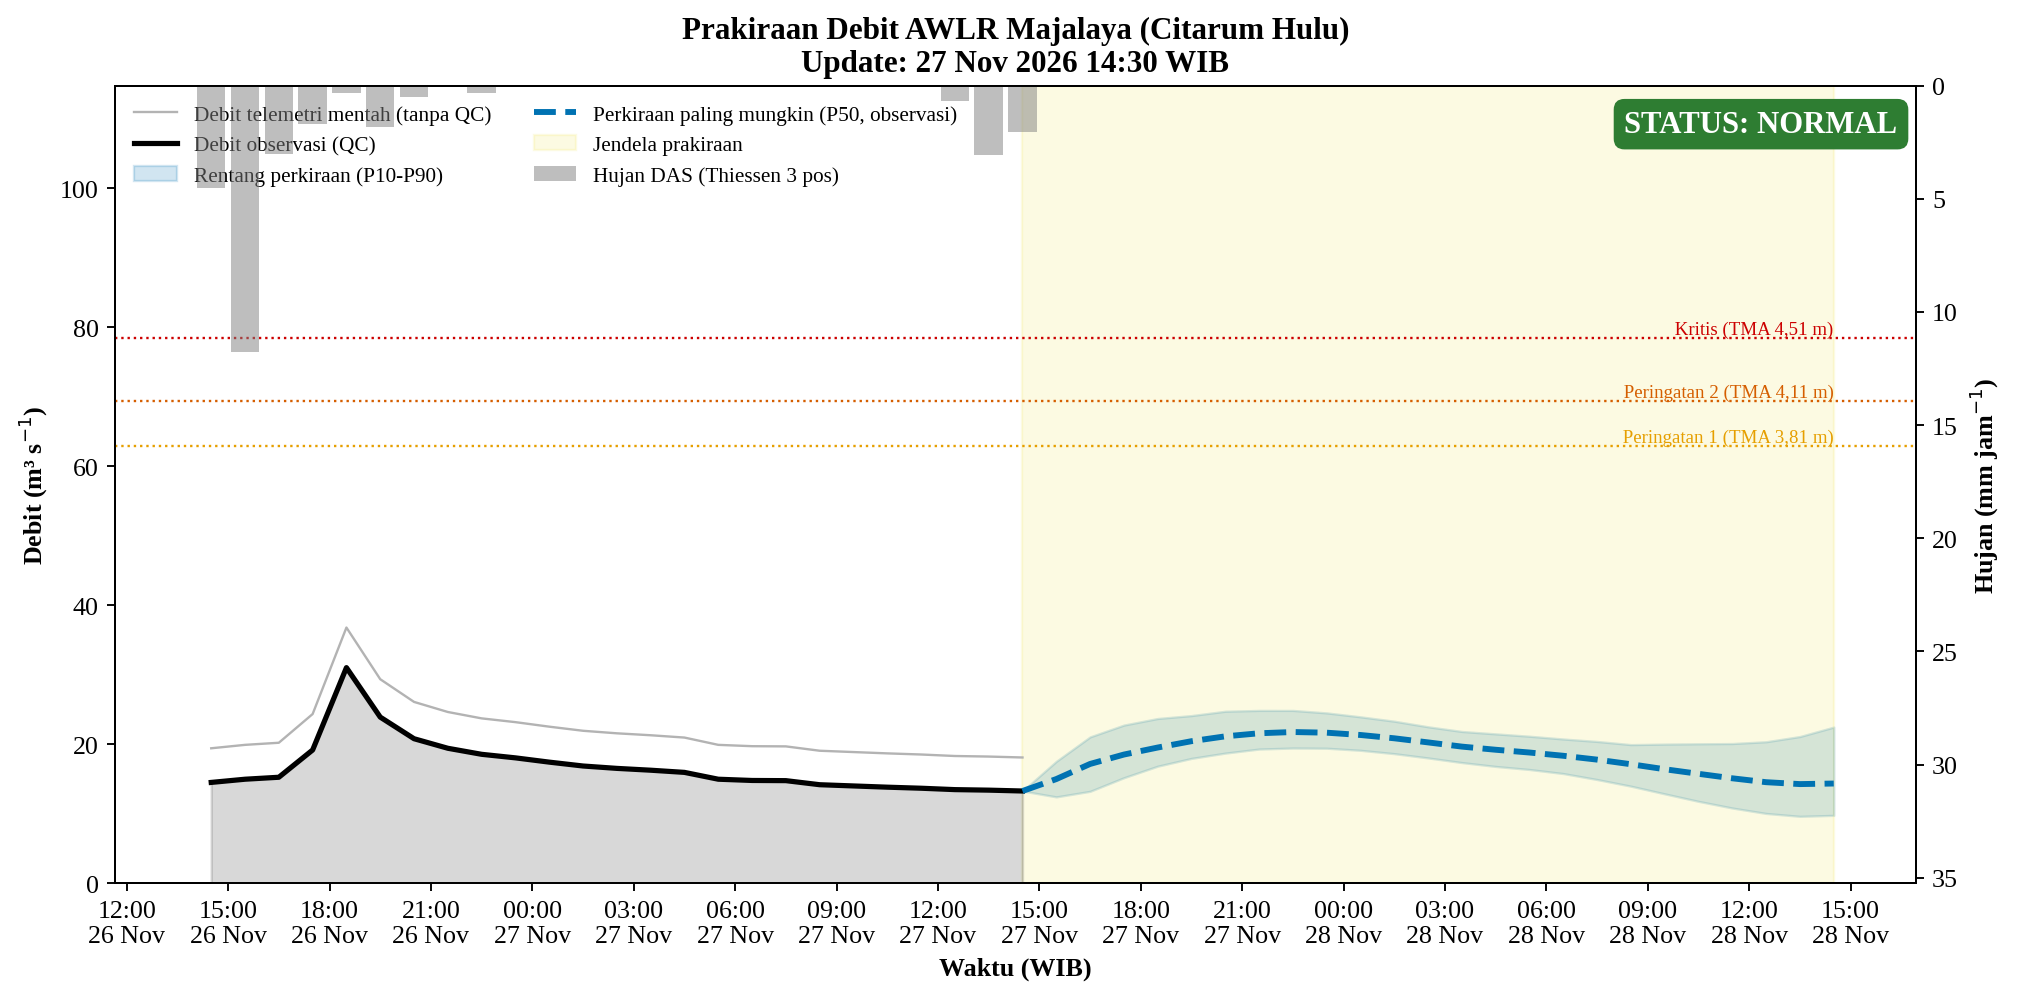 Prakiraan Debit AWLR Majalaya (Citarum Hulu)
Update: 27 Nov 2026 14:30 WIB
Debit telemetri mentah (tanpa QC)
Debit observasi (QC)
Rentang perkiraan (P10-P90)
Perkiraan paling mungkin (P50, observasi)
Jendela prakiraan
Hujan DAS (Thiessen 3 pos)
STATUS: NORMAL
Kritis (TMA 4,51 m)
Peringatan 2 (TMA 4,11 m)
Peringatan 1 (TMA 3,81 m)
Debit (m³ s⁻¹)
100
80
60
40
20
0
Hujan (mm jam⁻¹)
0
5
10
15
20
25
30
35
12:00 15:00 18:00 21:00 00:00 03:00 06:00 09:00 12:00 15:00 18:00 21:00 00:00 03:00 06:00 09:00 12:00 15:00
26 Nov 26 Nov 26 Nov 26 Nov 27 Nov 27 Nov 27 Nov 27 Nov 27 Nov 27 Nov 27 Nov 27 Nov 28 Nov 28 Nov 28 Nov 28 Nov 28 Nov 28 Nov
Waktu (WIB)